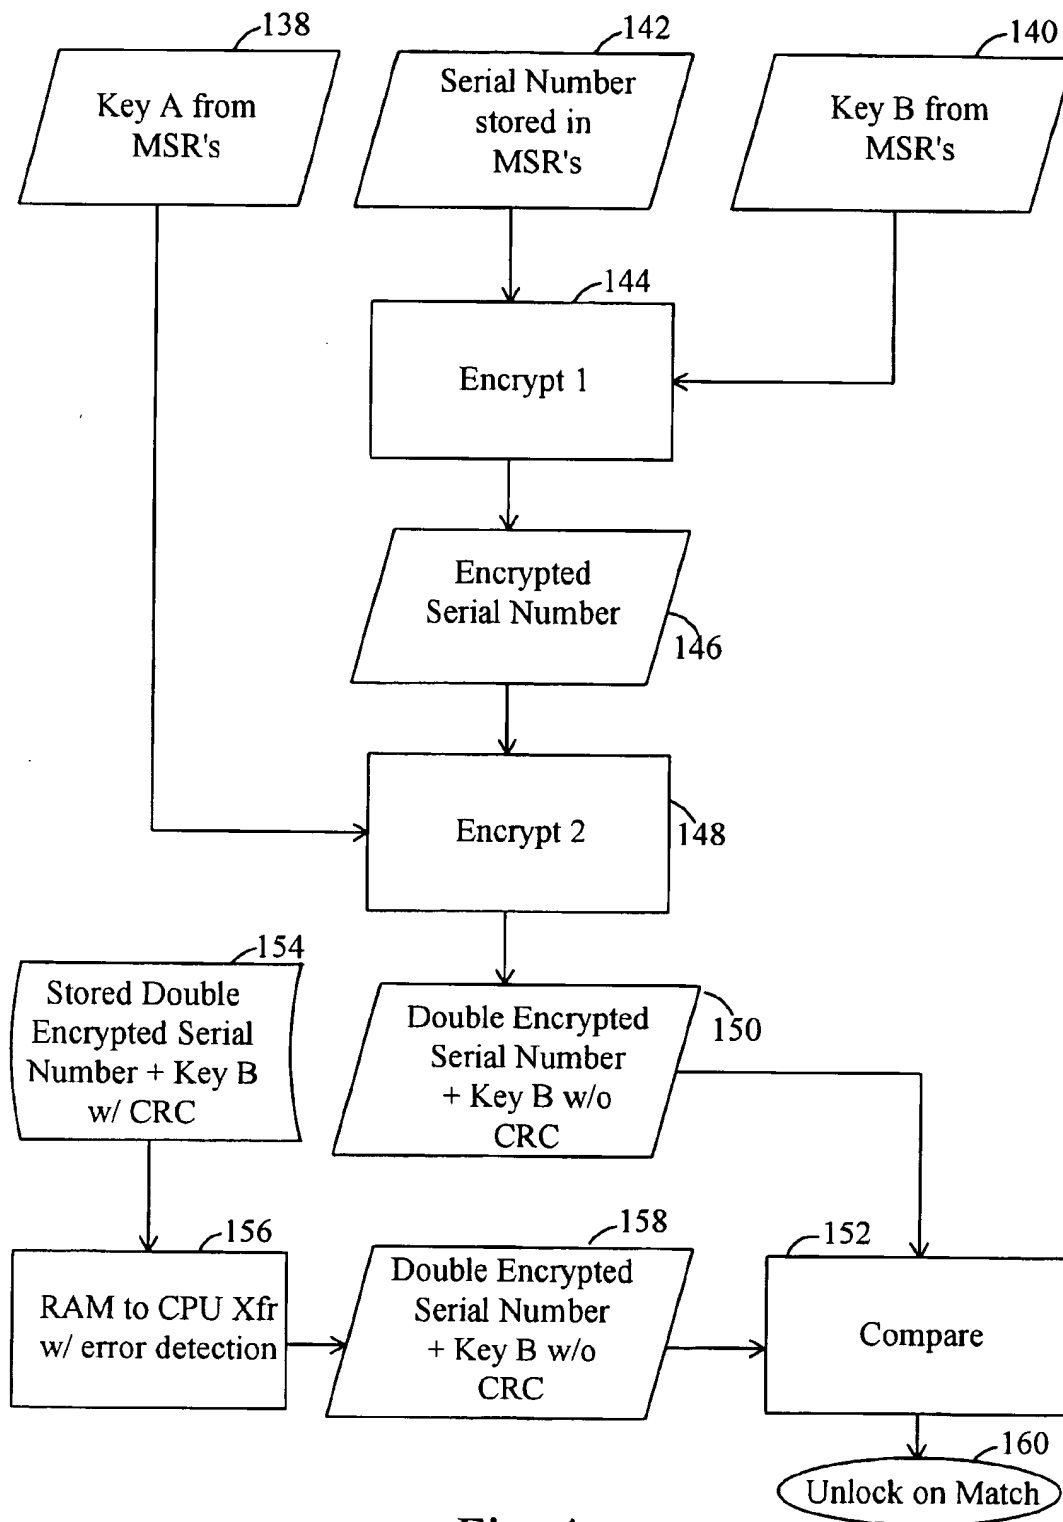 138
Key A from
MSR's
142
Serial Number
stored in
MSR's
140
Key B from
MSR's
144
Encrypt 1
Encrypted
Serial Number
146
Encrypt 2
148
154
Stored Double
Encrypted Serial
Number + Key B
w/ CRC
150
Double Encrypted
Serial Number
+ Key B w/o
CRC
156
RAM to CPU Xfr
w/ error detection
158
Double Encrypted
Serial Number
+ Key B w/o
CRC
152
Compare
160
Unlock on Match